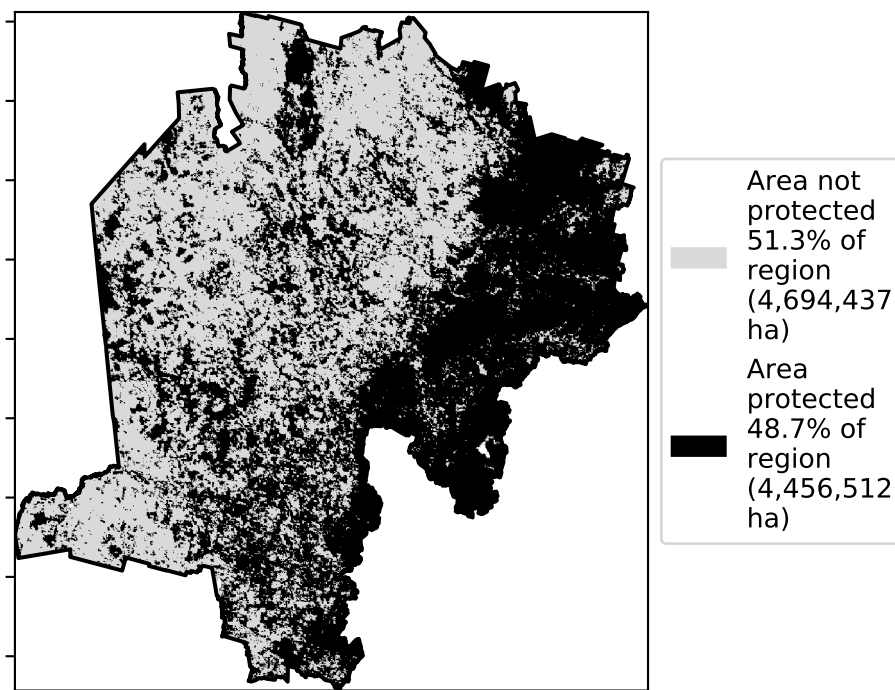 Area not
protected
51.3% of
region
(4,694,437
ha)
Area
protected
48.7% of
region
(4,456,512
ha)